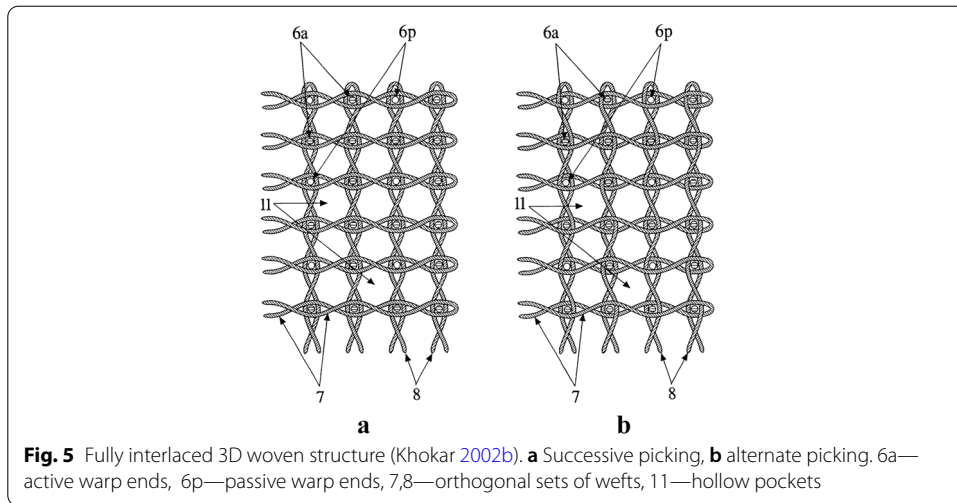 6a 6p 6a 6p
11 11
7 8 7 8
a b
Fig. 5 Fully interlaced 3D woven structure (Khokar 2002b). a Successive picking, b alternate picking. 6a—
active warp ends, 6p—passive warp ends, 7,8—orthogonal sets of wefts, 11—hollow pockets